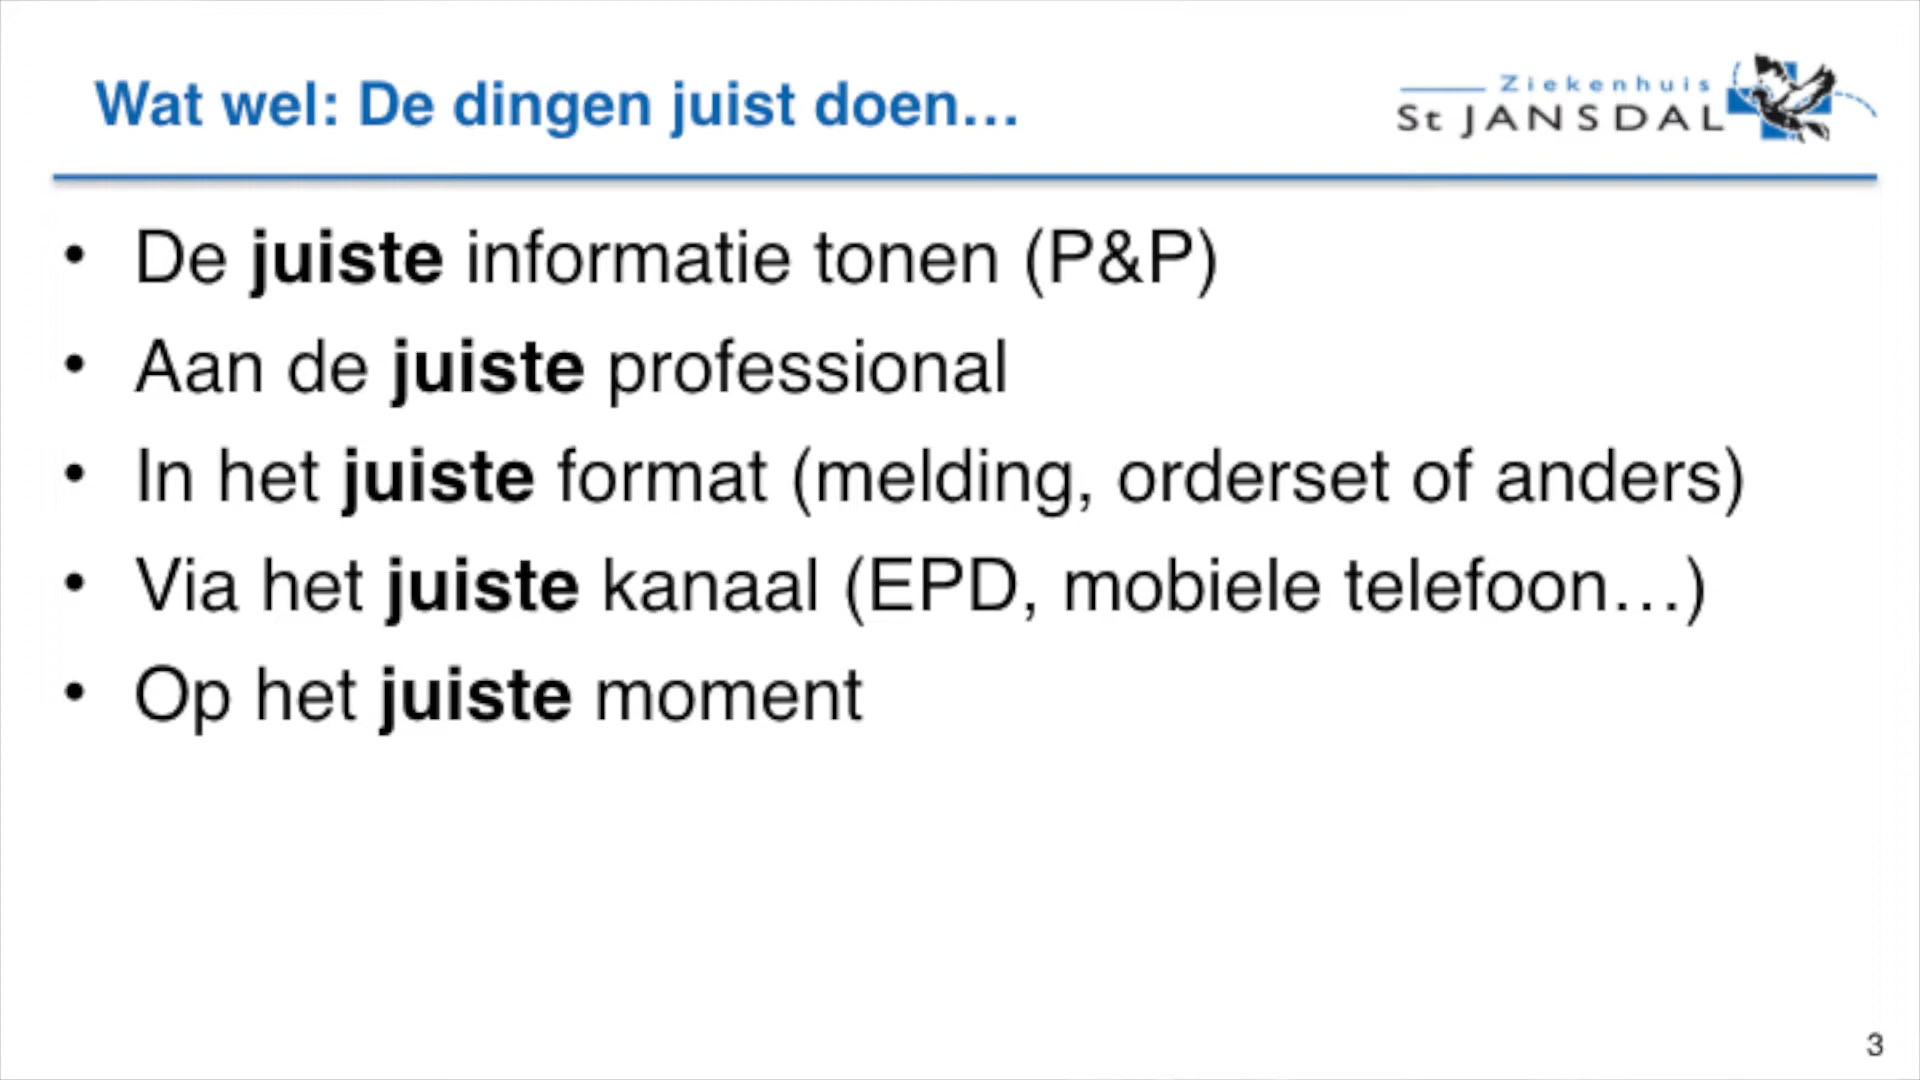 Wat wel: De dingen juist doen…
Ziekenhuis
St JANSDAL
• De juiste informatie tonen (P&P)
• Aan de juiste professional
• In het juiste format (melding, orderset of anders)
• Via het juiste kanaal (EPD, mobiele telefoon…)
• Op het juiste moment
3